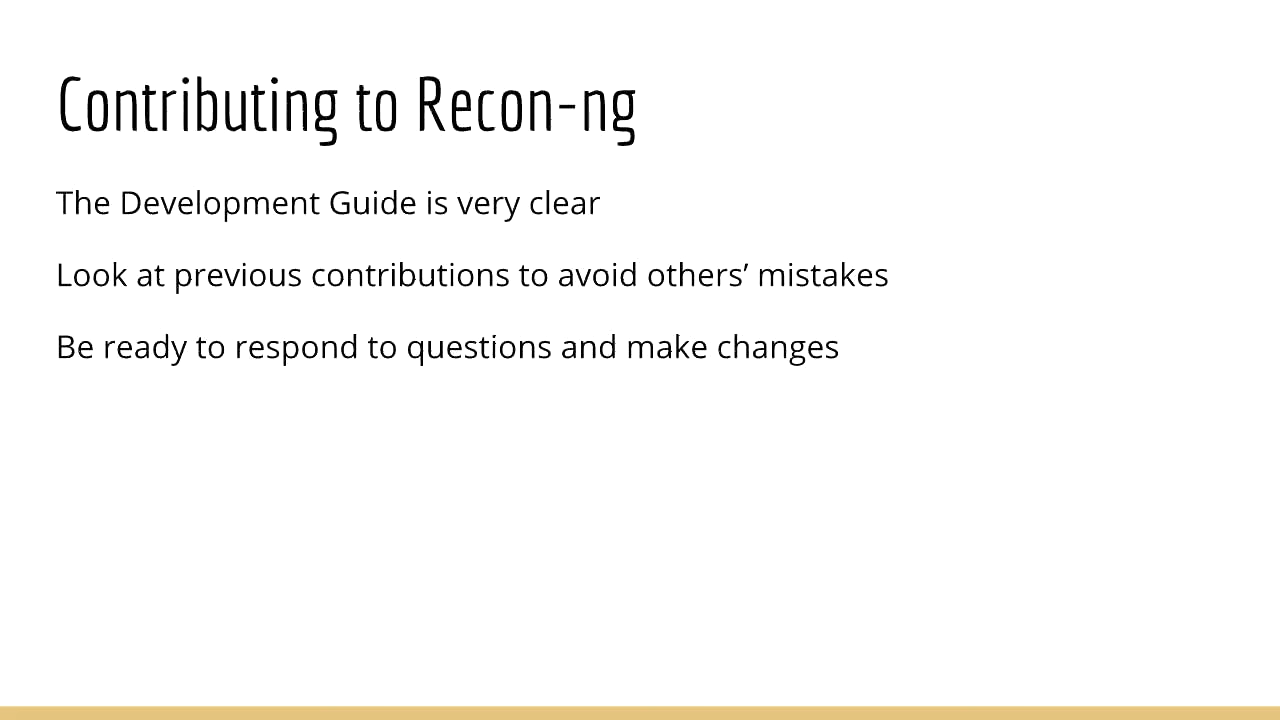 Contributing to Recon-ng
The Development Guide is very clear
Look at previous contributions to avoid others’ mistakes
Be ready to respond to questions and make changes